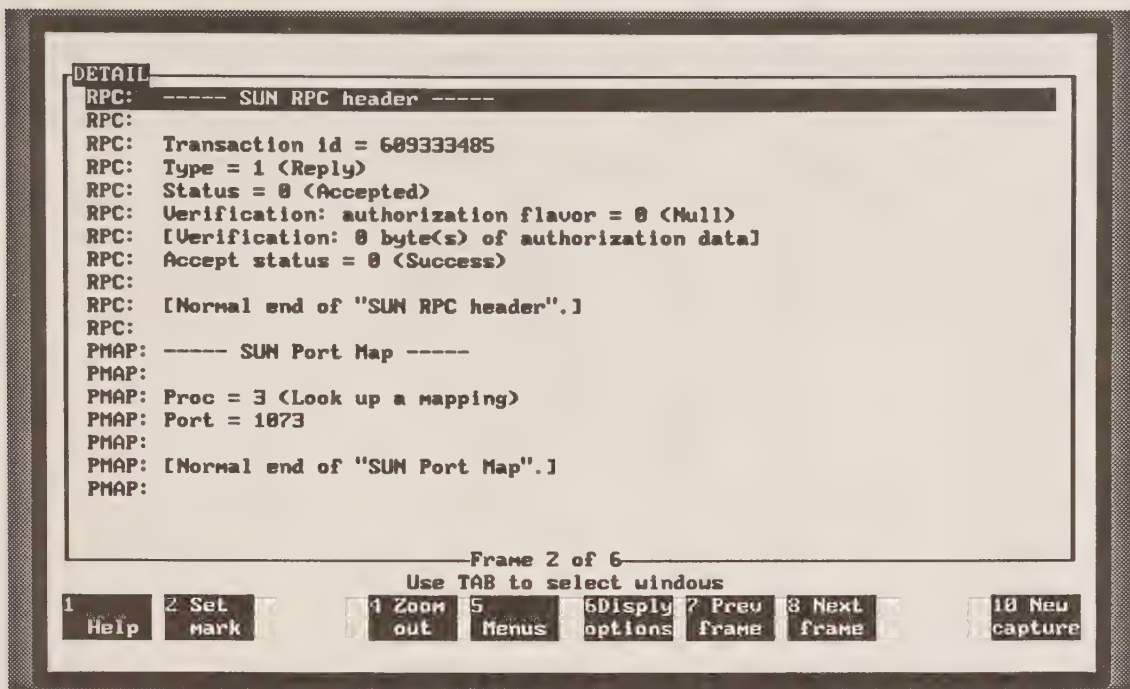 DETAIL
RPC: ----- SUN RPC header -----
RPC:
RPC: Transaction id = 609333485
RPC: Type = 1 (Reply)
RPC: Status = 0 (Accepted)
RPC: Verification: authorization flavor = 0 (Null)
RPC: [Verification: 0 byte(s) of authorization data]
RPC: Accept status = 0 (Success)
RPC:
RPC: [Normal end of "SUN RPC header".]
RPC:
PMAP: ----- SUN Port Map -----
PMAP:
PMAP: Proc = 3 (Look up a mapping)
PMAP: Port = 1073
PMAP:
PMAP: [Normal end of "SUN Port Map".]
PMAP:
Frame 2 of 6
Use TAB to select windows
1 2 Set 4 Zoom 5 6Disply 7 Prev 8 Next 10 New
Help mark out Menus options frame frame capture